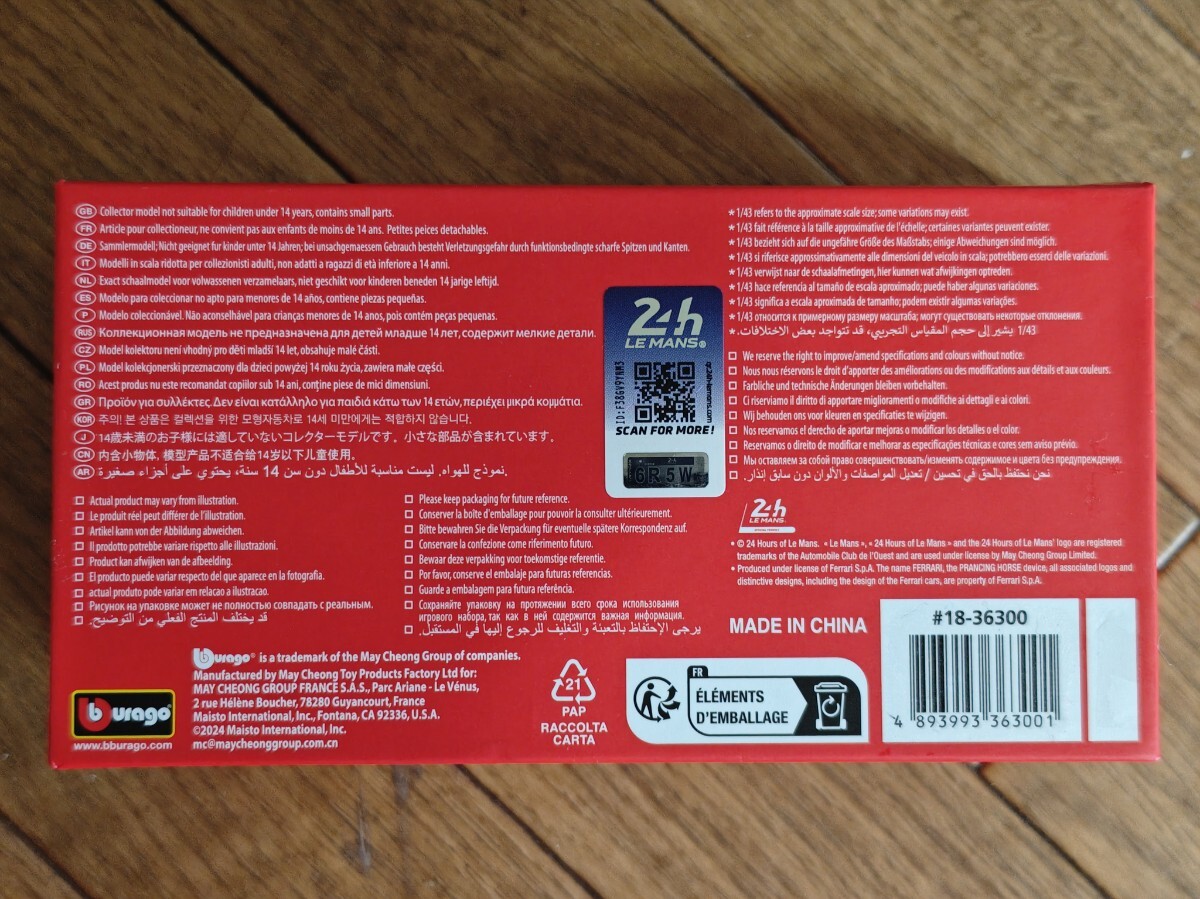 GB Collector model not suitable for children under 14 years, contains small parts.
FR Article pour collectioneur, ne convient pas aux enfants de moins de 14 ans. Petites peices detachables.
DE Sammlermodell; Nicht geeignet fur kinder unter 14 Jahren; bei unsachgemaessem Gebrauch besteht Verletzungsgefahr durch funktionsbedingte scharfe Spitzen und Kanten.
IT Modelli in scala ridotta per collezionisti adulti, non adatti a ragazzi di età inferiore a 14 anni.
NL Exact schaalmodel voor volwassenen verzamelaars, niet geschikt voor kinderen beneden 14 jarige leftijd.
ES Modelo para coleccionar no apto para menores de 14 años, contiene piezas pequeñas.
P Modelo coleccionável. Não aconselhável para crianças menores de 14 anos, pois contém peças pequenas.
RUS Коллекционная модель не предназначена для детей младше 14 лет, содержит мелкие детали.
CZ Model kolektoru není vhodný pro děti mladší 14 let, obsahuje malé části.
PL Model kolekcjonerski przeznaczony dla dzieci powyżej 14 roku życia, zawiera małe części.
RO Acest produs nu este recomandat copiilor sub 14 ani, conține piese de mici dimensiuni.
GR Προϊόν για συλλέκτες. Δεν είναι κατάλληλο για παιδιά κάτω των 14 ετών, περιέχει μικρά κομμάτια.
KOR 주의! 본 상품은 컬렉션을 위한 모형자동차로 14세 미만에게는 적합하지 않습니다.
J 14歳未満のお子様には適していないコレクターモデルです。小さな部品が含まれています。
CN 内含小物体, 模型产品不适合给14岁以下儿童使用。
AR نموذج للهواه. ليست مناسبة للأطفال دون سن 14 سنة، يحتوي على أجزاء صغيرة.
Actual product may vary from illustration.
Le produit réel peut différer de l'illustration.
Artikel kann von der Abbildung abweichen.
Il prodotto potrebbe variare rispetto alle illustrazioni.
Product kan afwijken van de afbeelding.
El producto puede variar respecto del que aparece en la fotografía.
actual produto pode variar em relacao a ilustracao.
Рисунок на упаковке может не полностью совпадать с реальным.
قد يختلف المنتج الفعلي من التوضيح.
Please keep packaging for future reference.
Conserver la boîte d'emballage pour pouvoir la consulter ultérieurement.
Bitte bewahren Sie die Verpackung für eventuelle spätere Korrespondenz auf.
Conservare la confezione come riferimento futuro.
Bewaar deze verpakking voor toekomstige referentie.
Por favor, conserve el embalaje para futuras referencias.
Guarde a embalagem para futura referência.
Сохраняйте упаковку на протяжении всего срока использования
игрового набора, так как в ней содержится важная информация.
يرجى الإحتفاظ بالتعبئة والتغليف للرجوع إليها في المستقبل.
24h
LE MANS®
ID:F38GV9YNM3
qr.24h-lemans.com
SCAN FOR MORE!
6R5W
* 1/43 refers to the approximate scale size; some variations may exist.
* 1/43 fait référence à la taille approximative de l'échelle; certaines variantes peuvent exister.
* 1/43 bezieht sich auf die ungefähre Größe des Maßstabs; einige Abweichungen sind möglich.
* 1/43 si riferisce approssimativamente alle dimensioni del veicolo in scala; potrebbero esserci delle variazioni.
* 1/43 verwijst naar de schaalafmetingen, hier kunnen wat afwijkingen optreden.
* 1/43 hace referencia al tamaño de escala aproximado; puede haber algunas variaciones.
* 1/43 significa a escala aproximada de tamanho; podem existir algumas variações.
* 1/43 относится к примерному размеру масштаба; могут существовать некоторые отклонения.
* 1/43 يشير إلى حجم المقياس التجريبي، قد تتواجد بعض الاختلافات.
We reserve the right to improve/amend specifications and colours without notice.
Nous nous réservons le droit d'apporter des améliorations ou des modifications aux détails et aux couleurs.
Farbliche und technische Änderungen bleiben vorbehalten.
Ci riserviamo il diritto di apportare migliioramenti o modifiche ai dettagli e ai colori.
Wij behouden ons voor kleuren en specificaties te wijzigen.
Nos reservamos el derecho de aportar mejoras o modificar los detalles o el color.
Reservamos o direito de modificar e melhorar as especificações técnicas e cores sem aviso prévio.
Мы оставляем за собой право совершенствовать/изменять содержимое и цвета без предупреждения.
نحن نحتفظ بالحق في تحسين / تعديل المواصفات والألوان دون سابق إنذار.
24h
LE MANS
• © 24 Hours of Le Mans. « Le Mans », « 24 Hours of Le Mans » and the 24 Hours of Le Mans' logo are registered
trademarks of the Automobile Club de l'Ouest and are used under license by May Cheong Group Limited.
• Produced under license of Ferrari S.p.A. The name FERRARI, the PRANCING HORSE device, all associated logos and
distinctive designs, including the design of the Ferrari cars, are property of Ferrari S.p.A.
MADE IN CHINA
#18-36300
4 893993 363001
bburago
www.bburago.com
bburago® is a trademark of the May Cheong Group of companies.
Manufactured by May Cheong Toy Products Factory Ltd for:
MAY CHEONG GROUP FRANCE S.A.S., Parc Ariane - Le Vénus,
2 rue Hélène Boucher, 78280 Guyancourt, France
Maisto International, Inc., Fontana, CA 92336, U.S.A.
©2024 Maisto International, Inc.
mc@maycheonggroup.com.cn
21
PAP
RACCOLTA
CARTA
FR
ÉLÉMENTS
D'EMBALLAGE